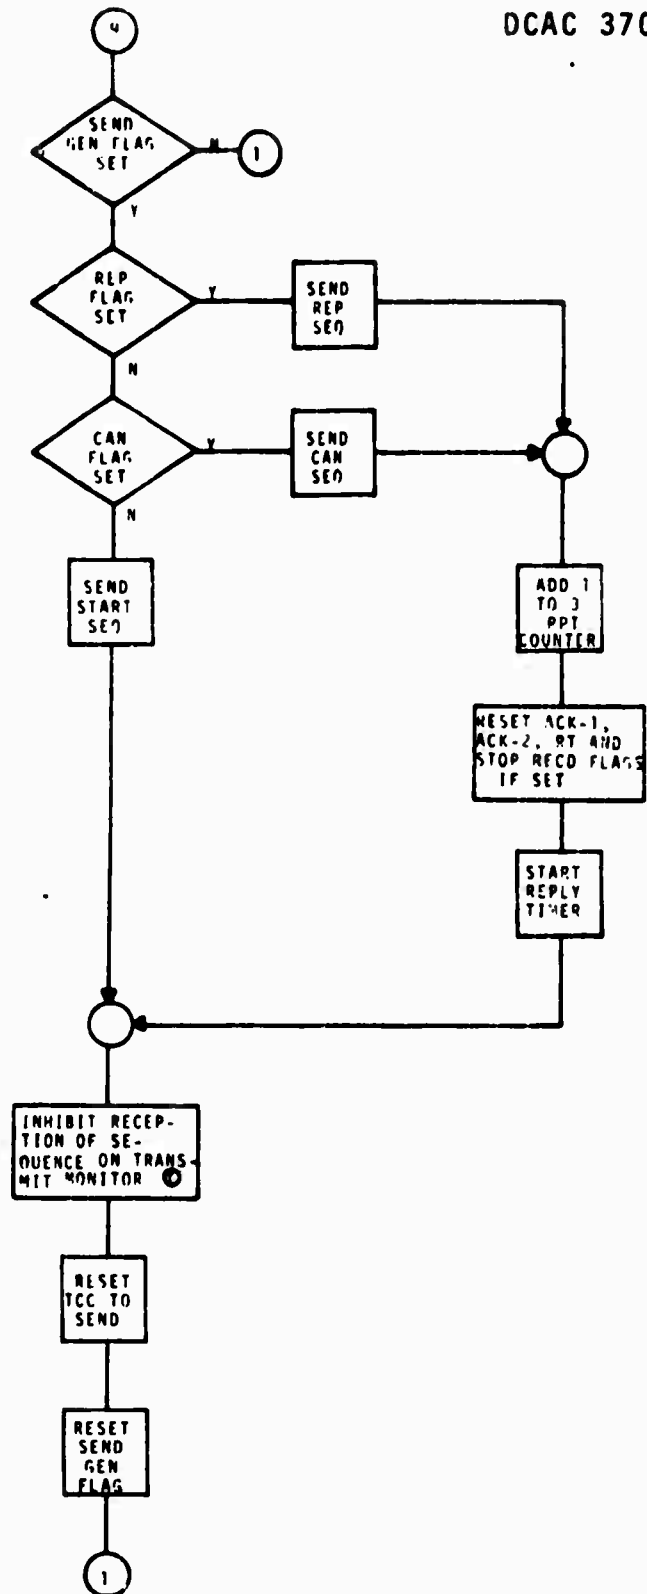 DCAC 370
4
SEND
GEN FLAG
SET
N
1
Y
REP
FLAG
SET
Y
SEND
REP
SEQ
N
CAN
FLAG
SET
Y
SEND
CAN
SEQ
N
SEND
START
SEQ
ADD 1
TO 3
RPT
COUNTER
RESET ACK-1,
ACK-2, RT AND
STOP RECD FLAGS
IF SET
START
REPLY
TIMER
INHIBIT RECEP-
TION OF SE-
QUENCE ON TRANS-
MIT MONITOR
RESET
TCC TO
SEND
RESET
SEND
GEN
FLAG
1